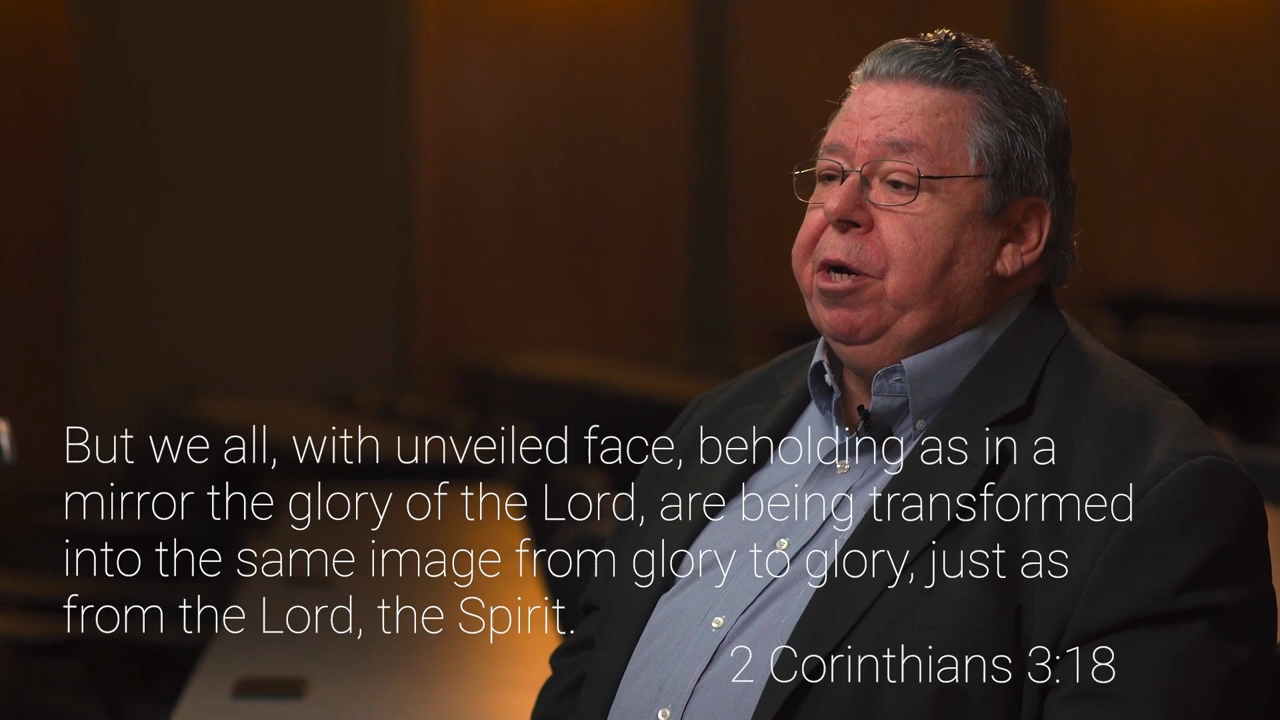 But we all, with unveiled face, beholding as in a
mirror the glory of the Lord, are being transformed
into the same image from glory to glory, just as
from the Lord, the Spirit.
2 Corinthians 3:18